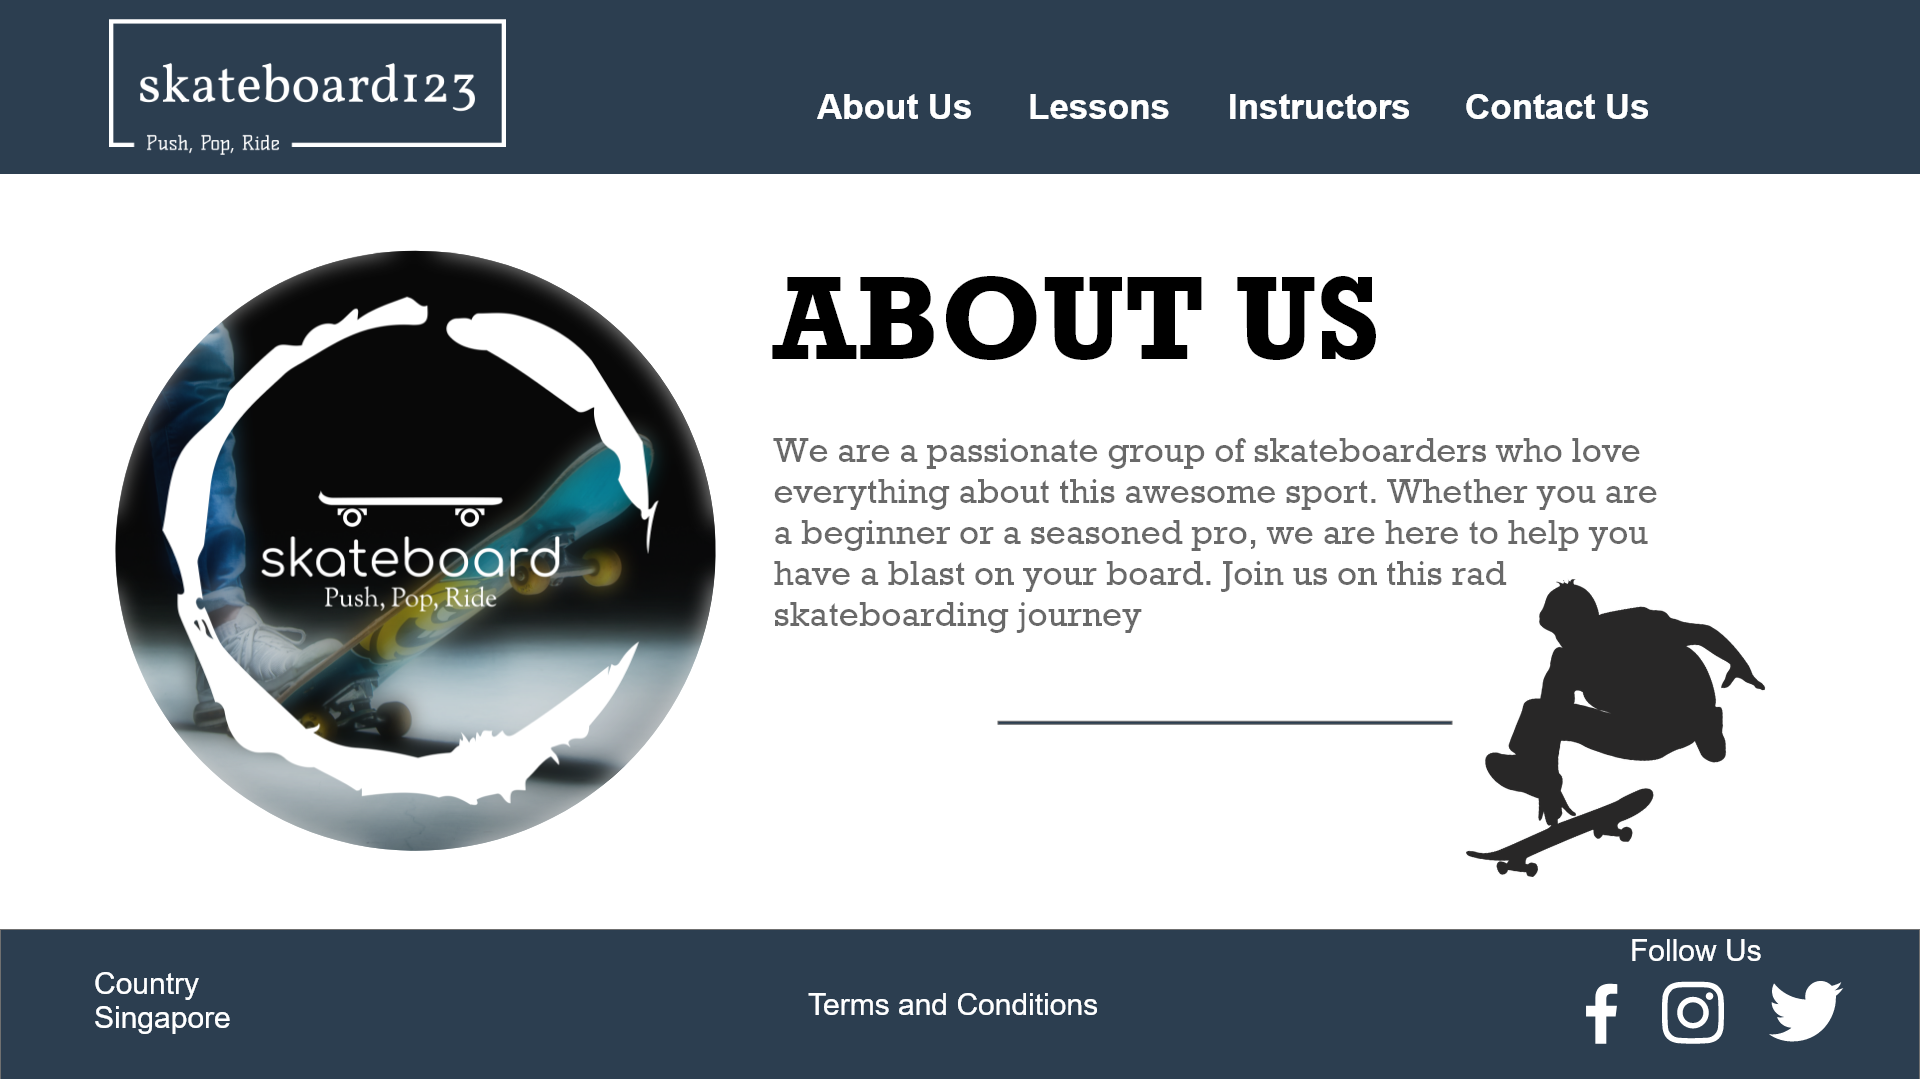 skateboard123
Push, Pop, Ride
About Us Lessons Instructors Contact Us
skateboard
Push, Pop, Ride
ABOUT US
We are a passionate group of skateboarders who love
everything about this awesome sport. Whether you are
a beginner or a seasoned pro, we are here to help you
have a blast on your board. Join us on this rad
skateboarding journey
Country
Singapore
Terms and Conditions
Follow Us